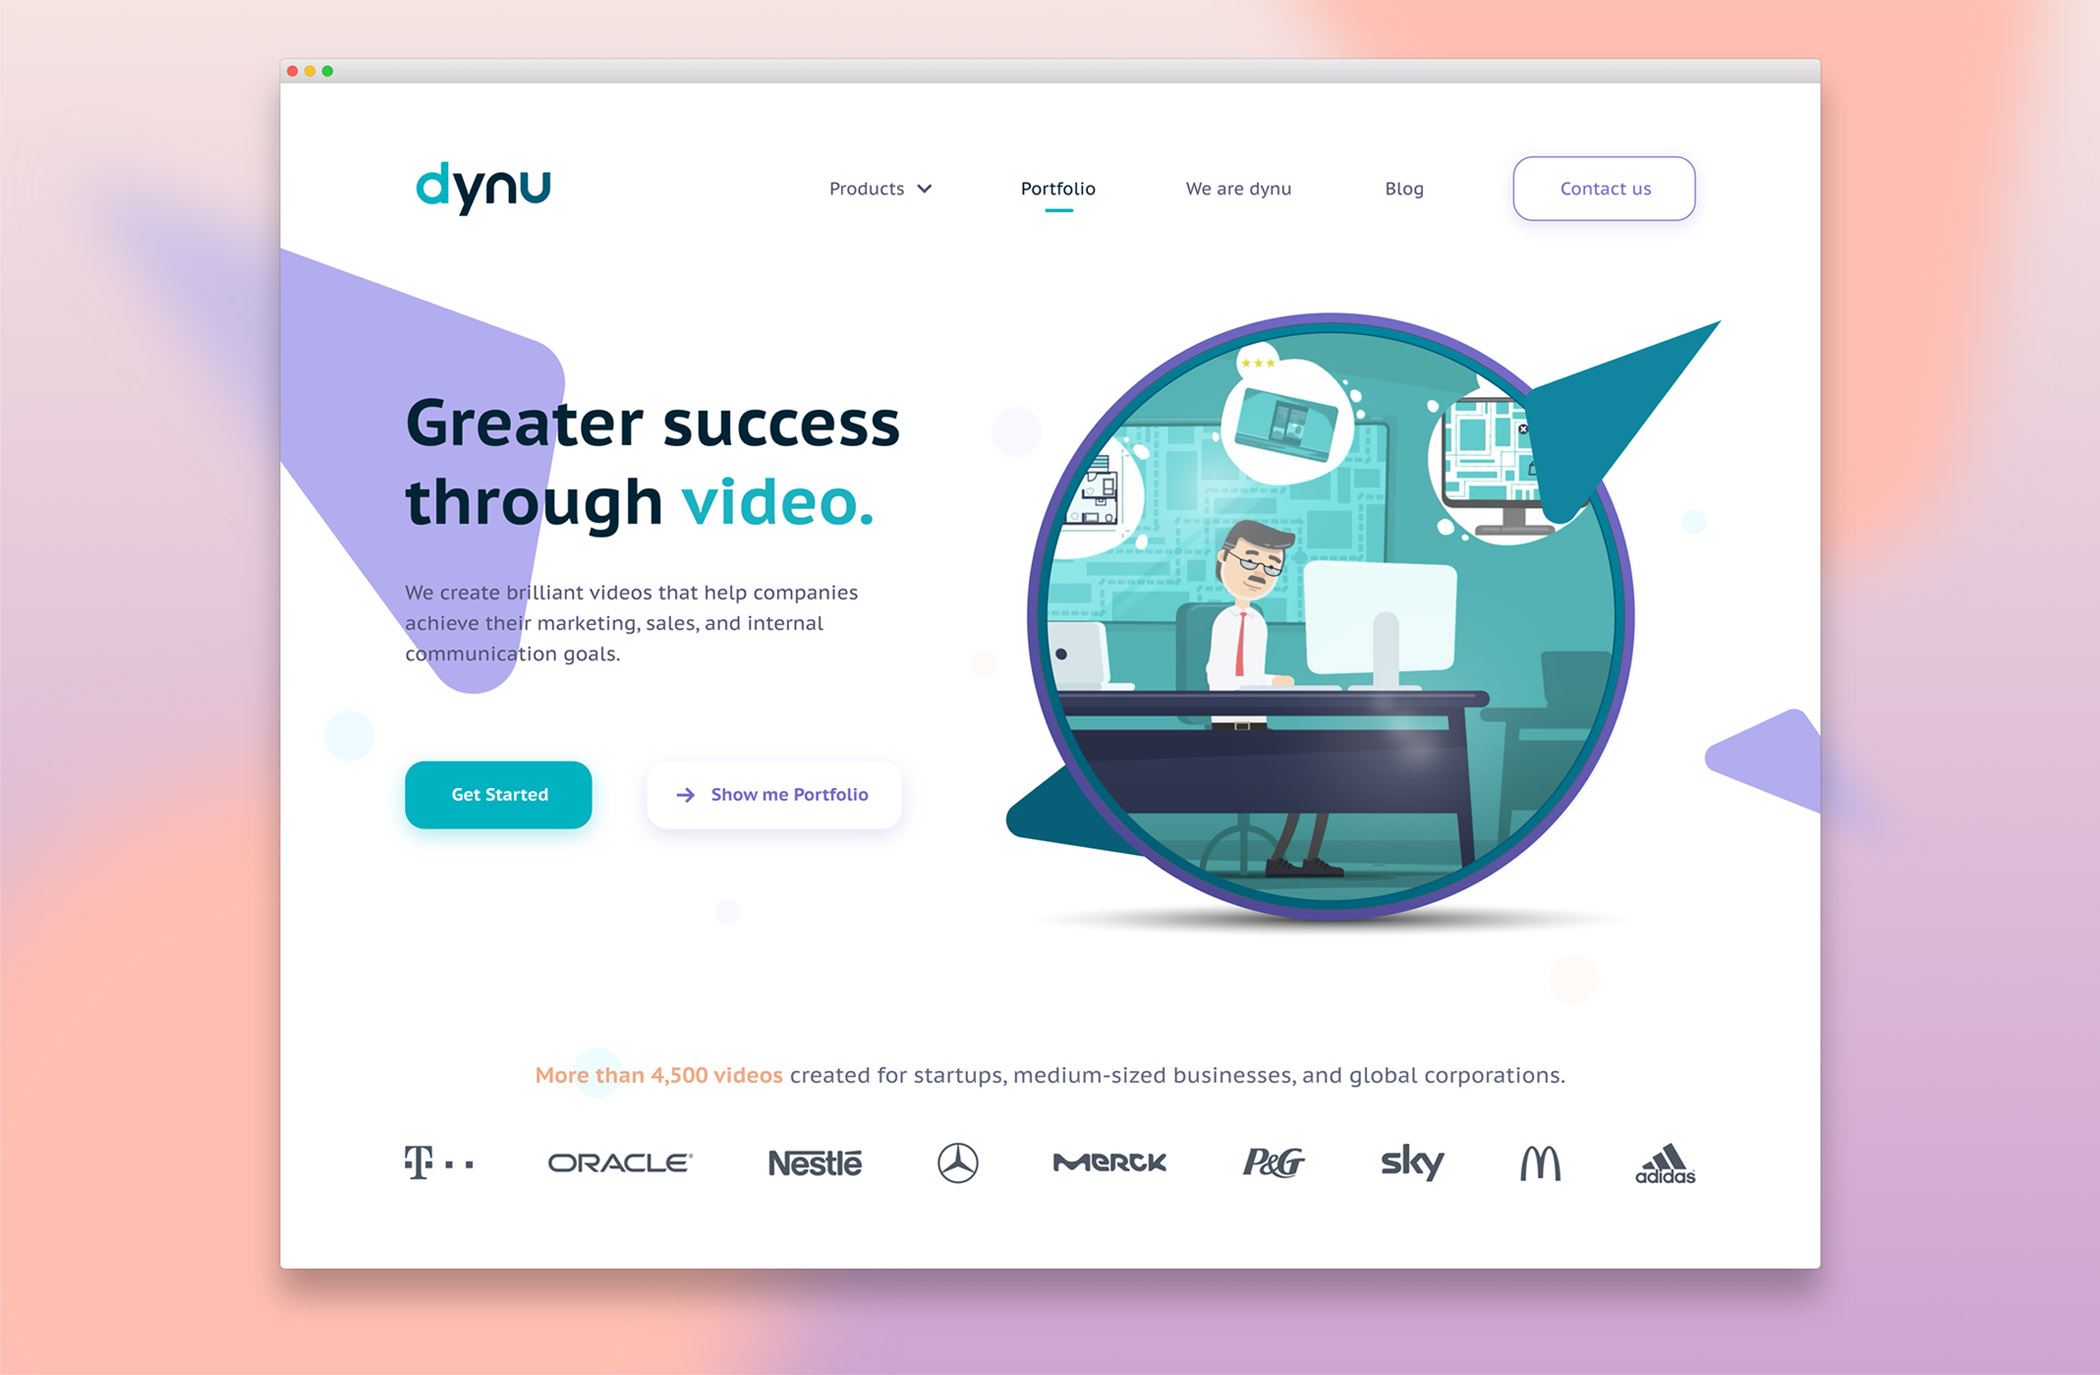 dynu
Products
Portfolio
We are dynu
Blog
Contact us
Greater success
through video.
We create brilliant videos that help companies
achieve their marketing, sales, and internal
communication goals.
Get Started
Show me Portfolio
More than 4,500 videos created for startups, medium-sized businesses, and global corporations.
T
ORACLE
Nestlé
MERCK
P&G
sky
M
adidas